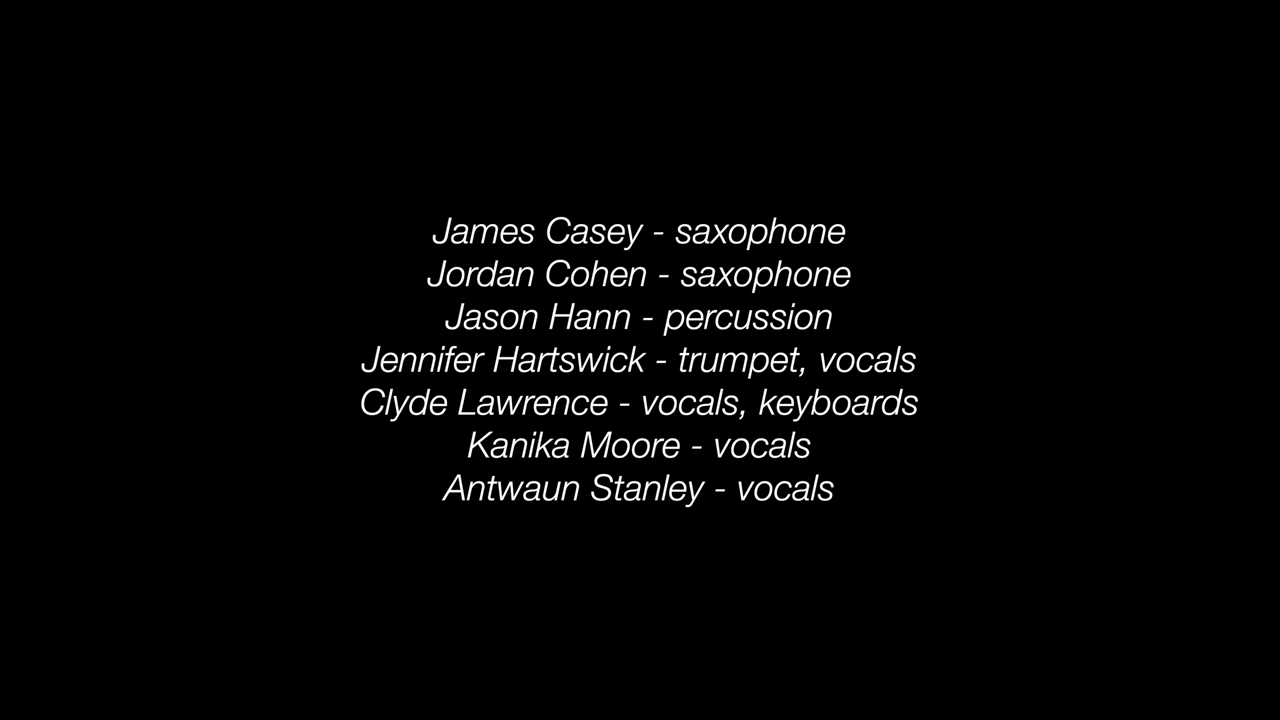 James Casey - saxophone
Jordan Cohen - saxophone
Jason Hann - percussion
Jennifer Hartswick - trumpet, vocals
Clyde Lawrence - vocals, keyboards
Kanika Moore - vocals
Antwaun Stanley - vocals